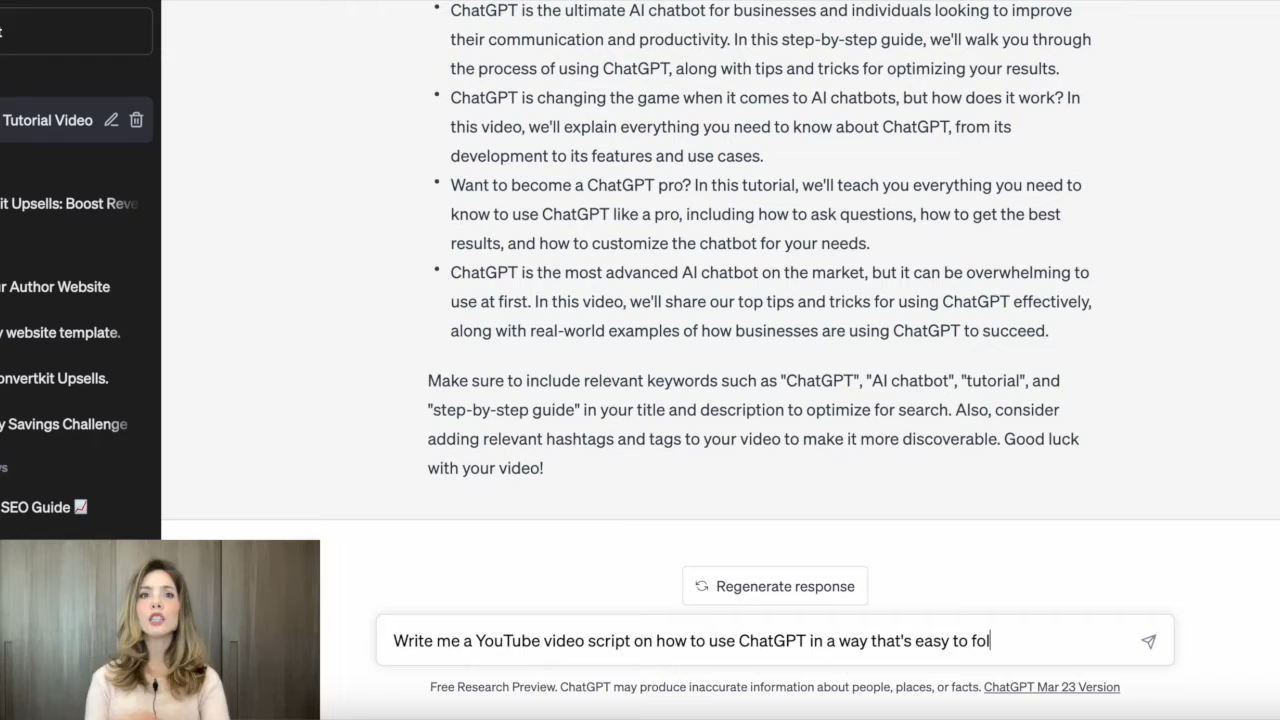 t
Tutorial Video
it Upsells: Boost Reve
r Author Website
y website template.
onvertkit Upsells.
y Savings Challenge
ys
SEO Guide 📈
• ChatGPT is the ultimate AI chatbot for businesses and individuals looking to improve
their communication and productivity. In this step-by-step guide, we'll walk you through
the process of using ChatGPT, along with tips and tricks for optimizing your results.
• ChatGPT is changing the game when it comes to AI chatbots, but how does it work? In
this video, we'll explain everything you need to know about ChatGPT, from its
development to its features and use cases.
• Want to become a ChatGPT pro? In this tutorial, we'll teach you everything you need to
know to use ChatGPT like a pro, including how to ask questions, how to get the best
results, and how to customize the chatbot for your needs.
• ChatGPT is the most advanced AI chatbot on the market, but it can be overwhelming to
use at first. In this video, we'll share our top tips and tricks for using ChatGPT effectively,
along with real-world examples of how businesses are using ChatGPT to succeed.
Make sure to include relevant keywords such as "ChatGPT", "AI chatbot", "tutorial", and
"step-by-step guide" in your title and description to optimize for search. Also, consider
adding relevant hashtags and tags to your video to make it more discoverable. Good luck
with your video!
Regenerate response
Write me a YouTube video script on how to use ChatGPT in a way that's easy to fol
Free Research Preview. ChatGPT may produce inaccurate information about people, places, or facts. ChatGPT Mar 23 Version